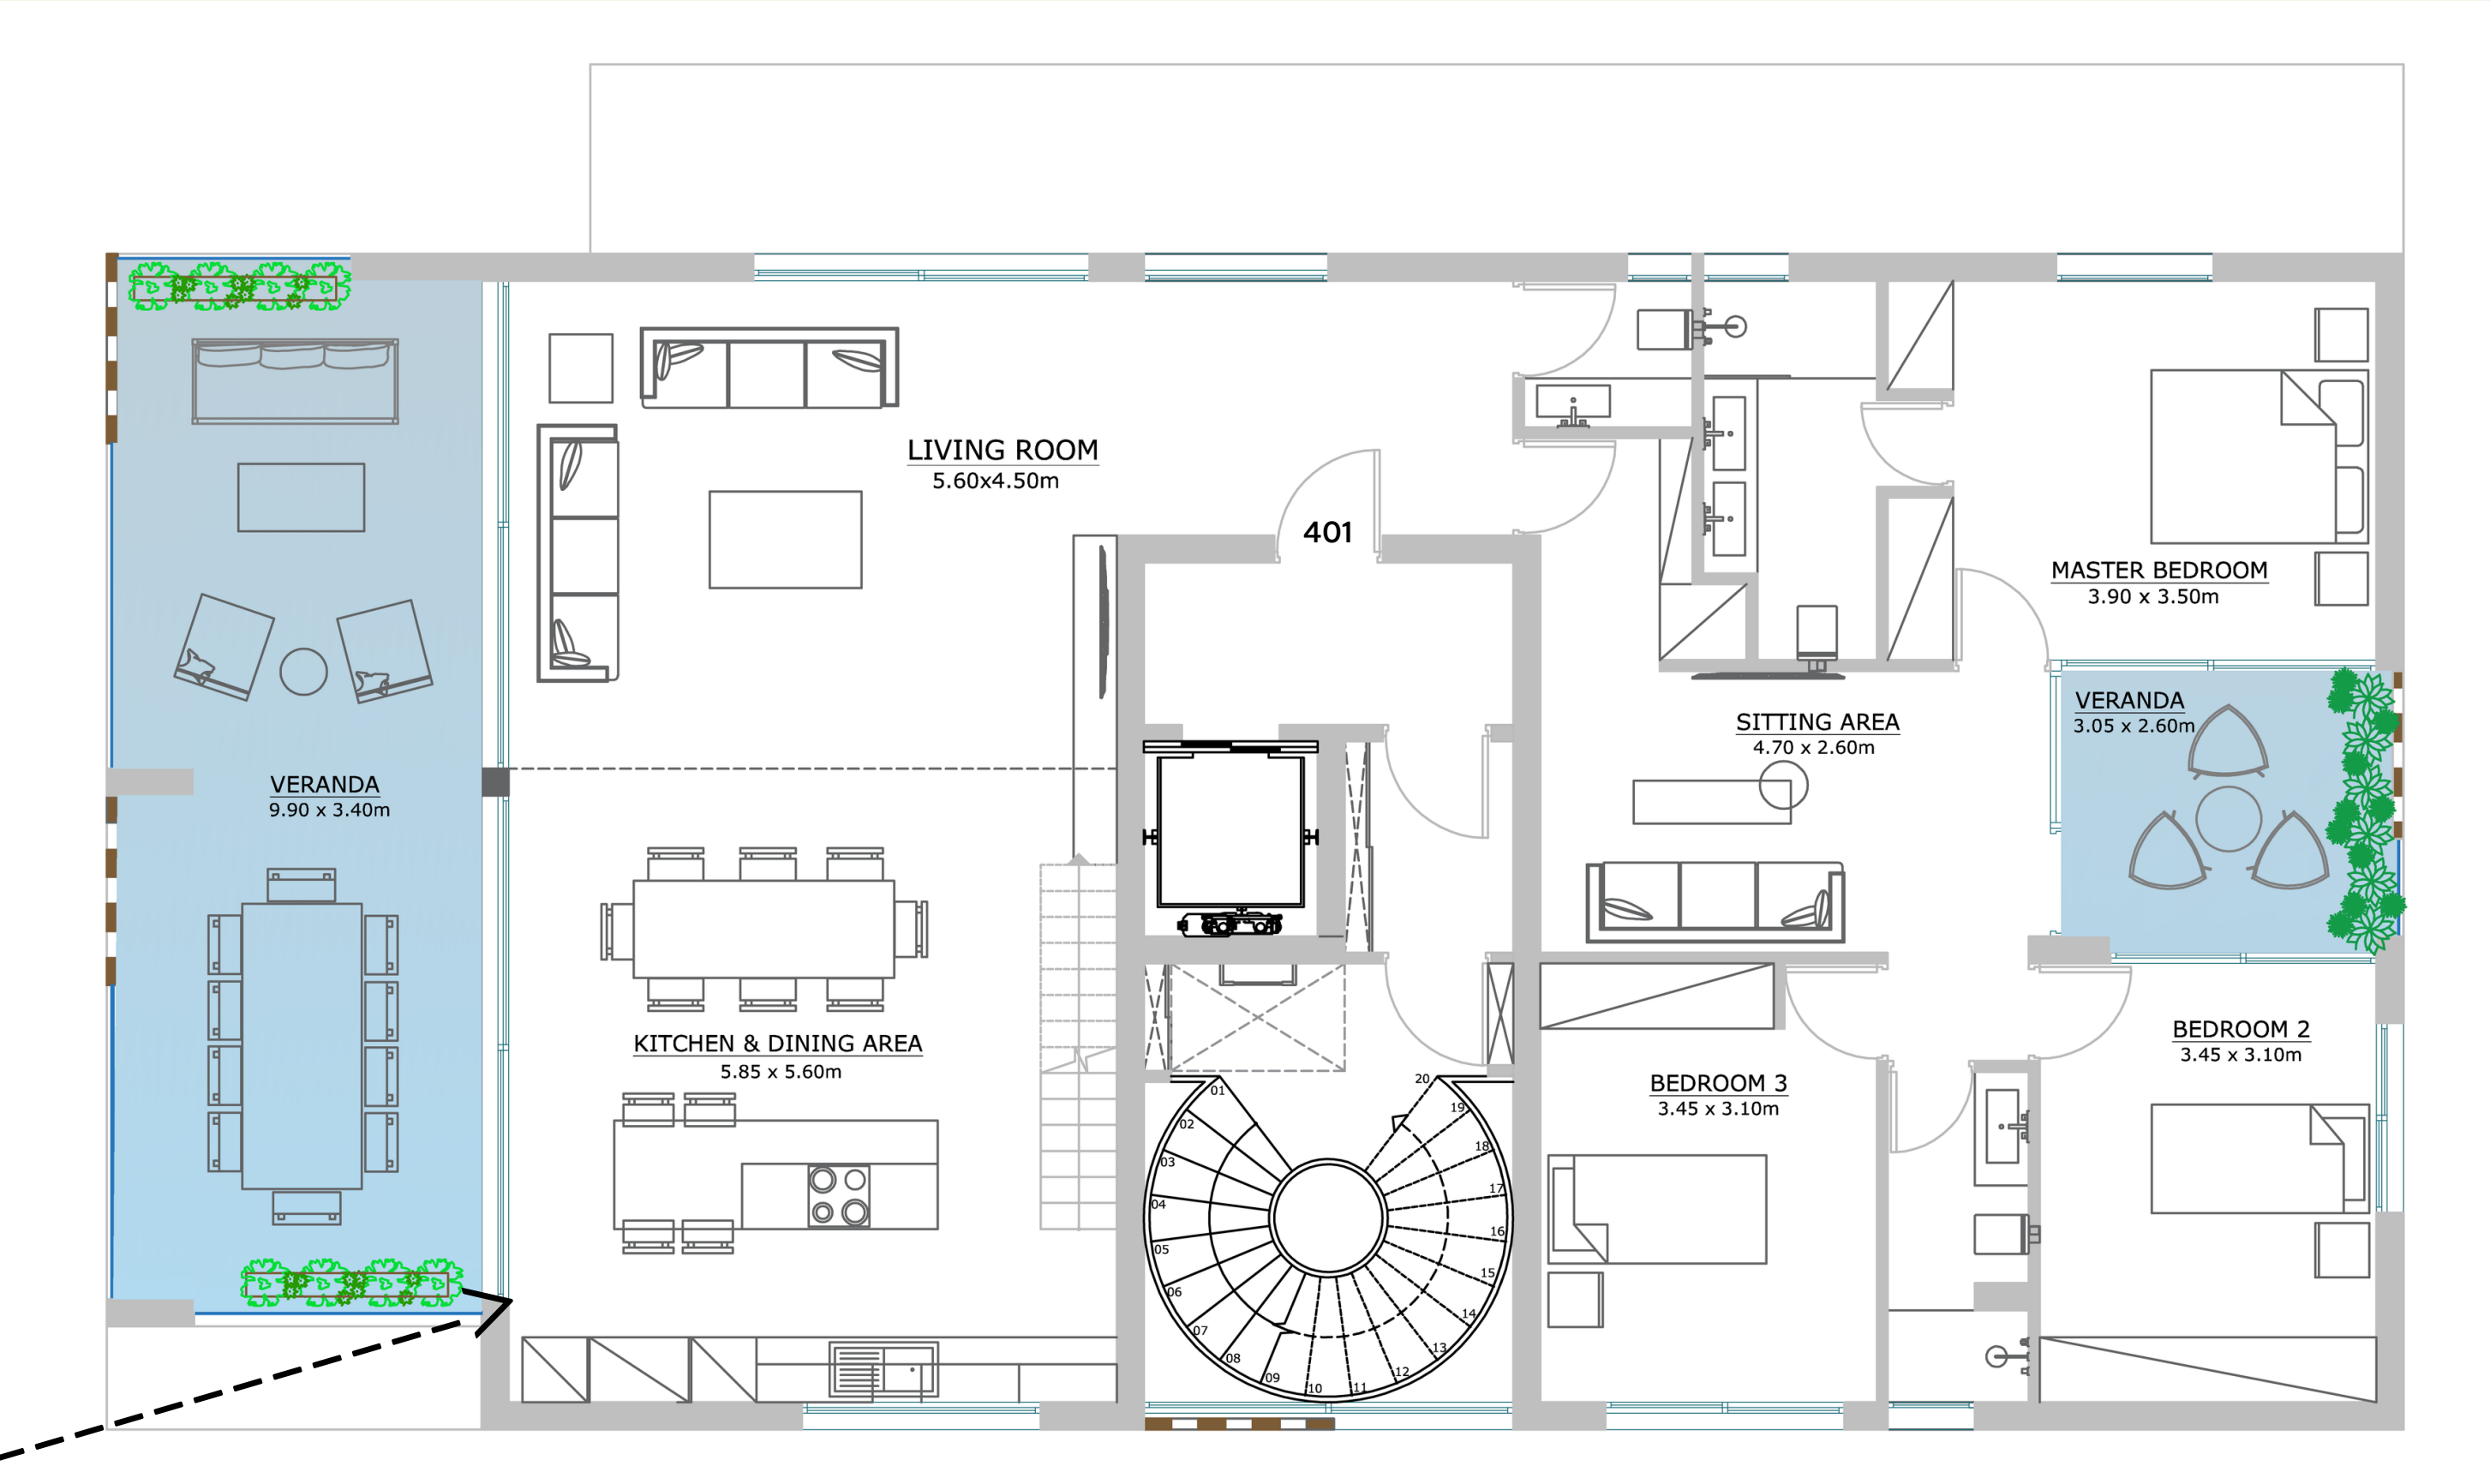 LIVING ROOM
5.60x4.50m
401
MASTER BEDROOM
3.90 x 3.50m
VERANDA
3.05 x 2.60m
SITTING AREA
4.70 x 2.60m
VERANDA
9.90 x 3.40m
KITCHEN & DINING AREA
5.85 x 5.60m
BEDROOM 2
3.45 x 3.10m
BEDROOM 3
3.45 x 3.10m
01
02
03
04
05
06
07
08
09
10
11
12
13
14
15
16
17
18
19
20